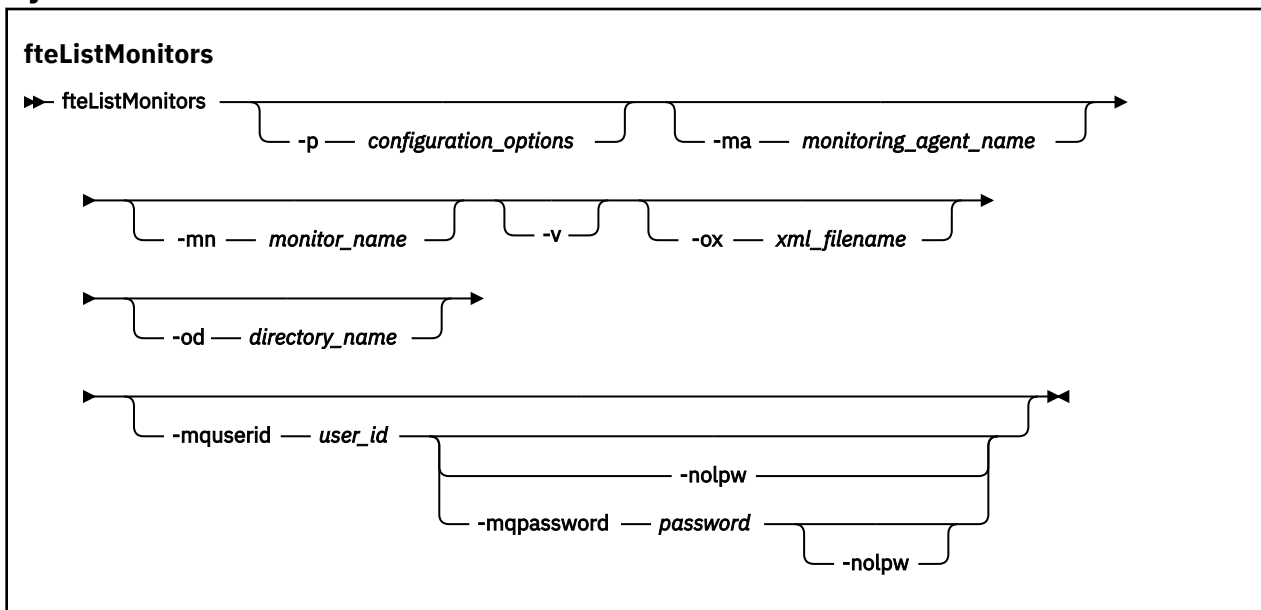 fteListMonitors
fteListMonitors
-p configuration_options -ma monitoring_agent_name
-mn monitor_name -v -ox xml_filename
-od directory_name
-mquserid user_id
-nolpw
-mqpassword password
-nolpw